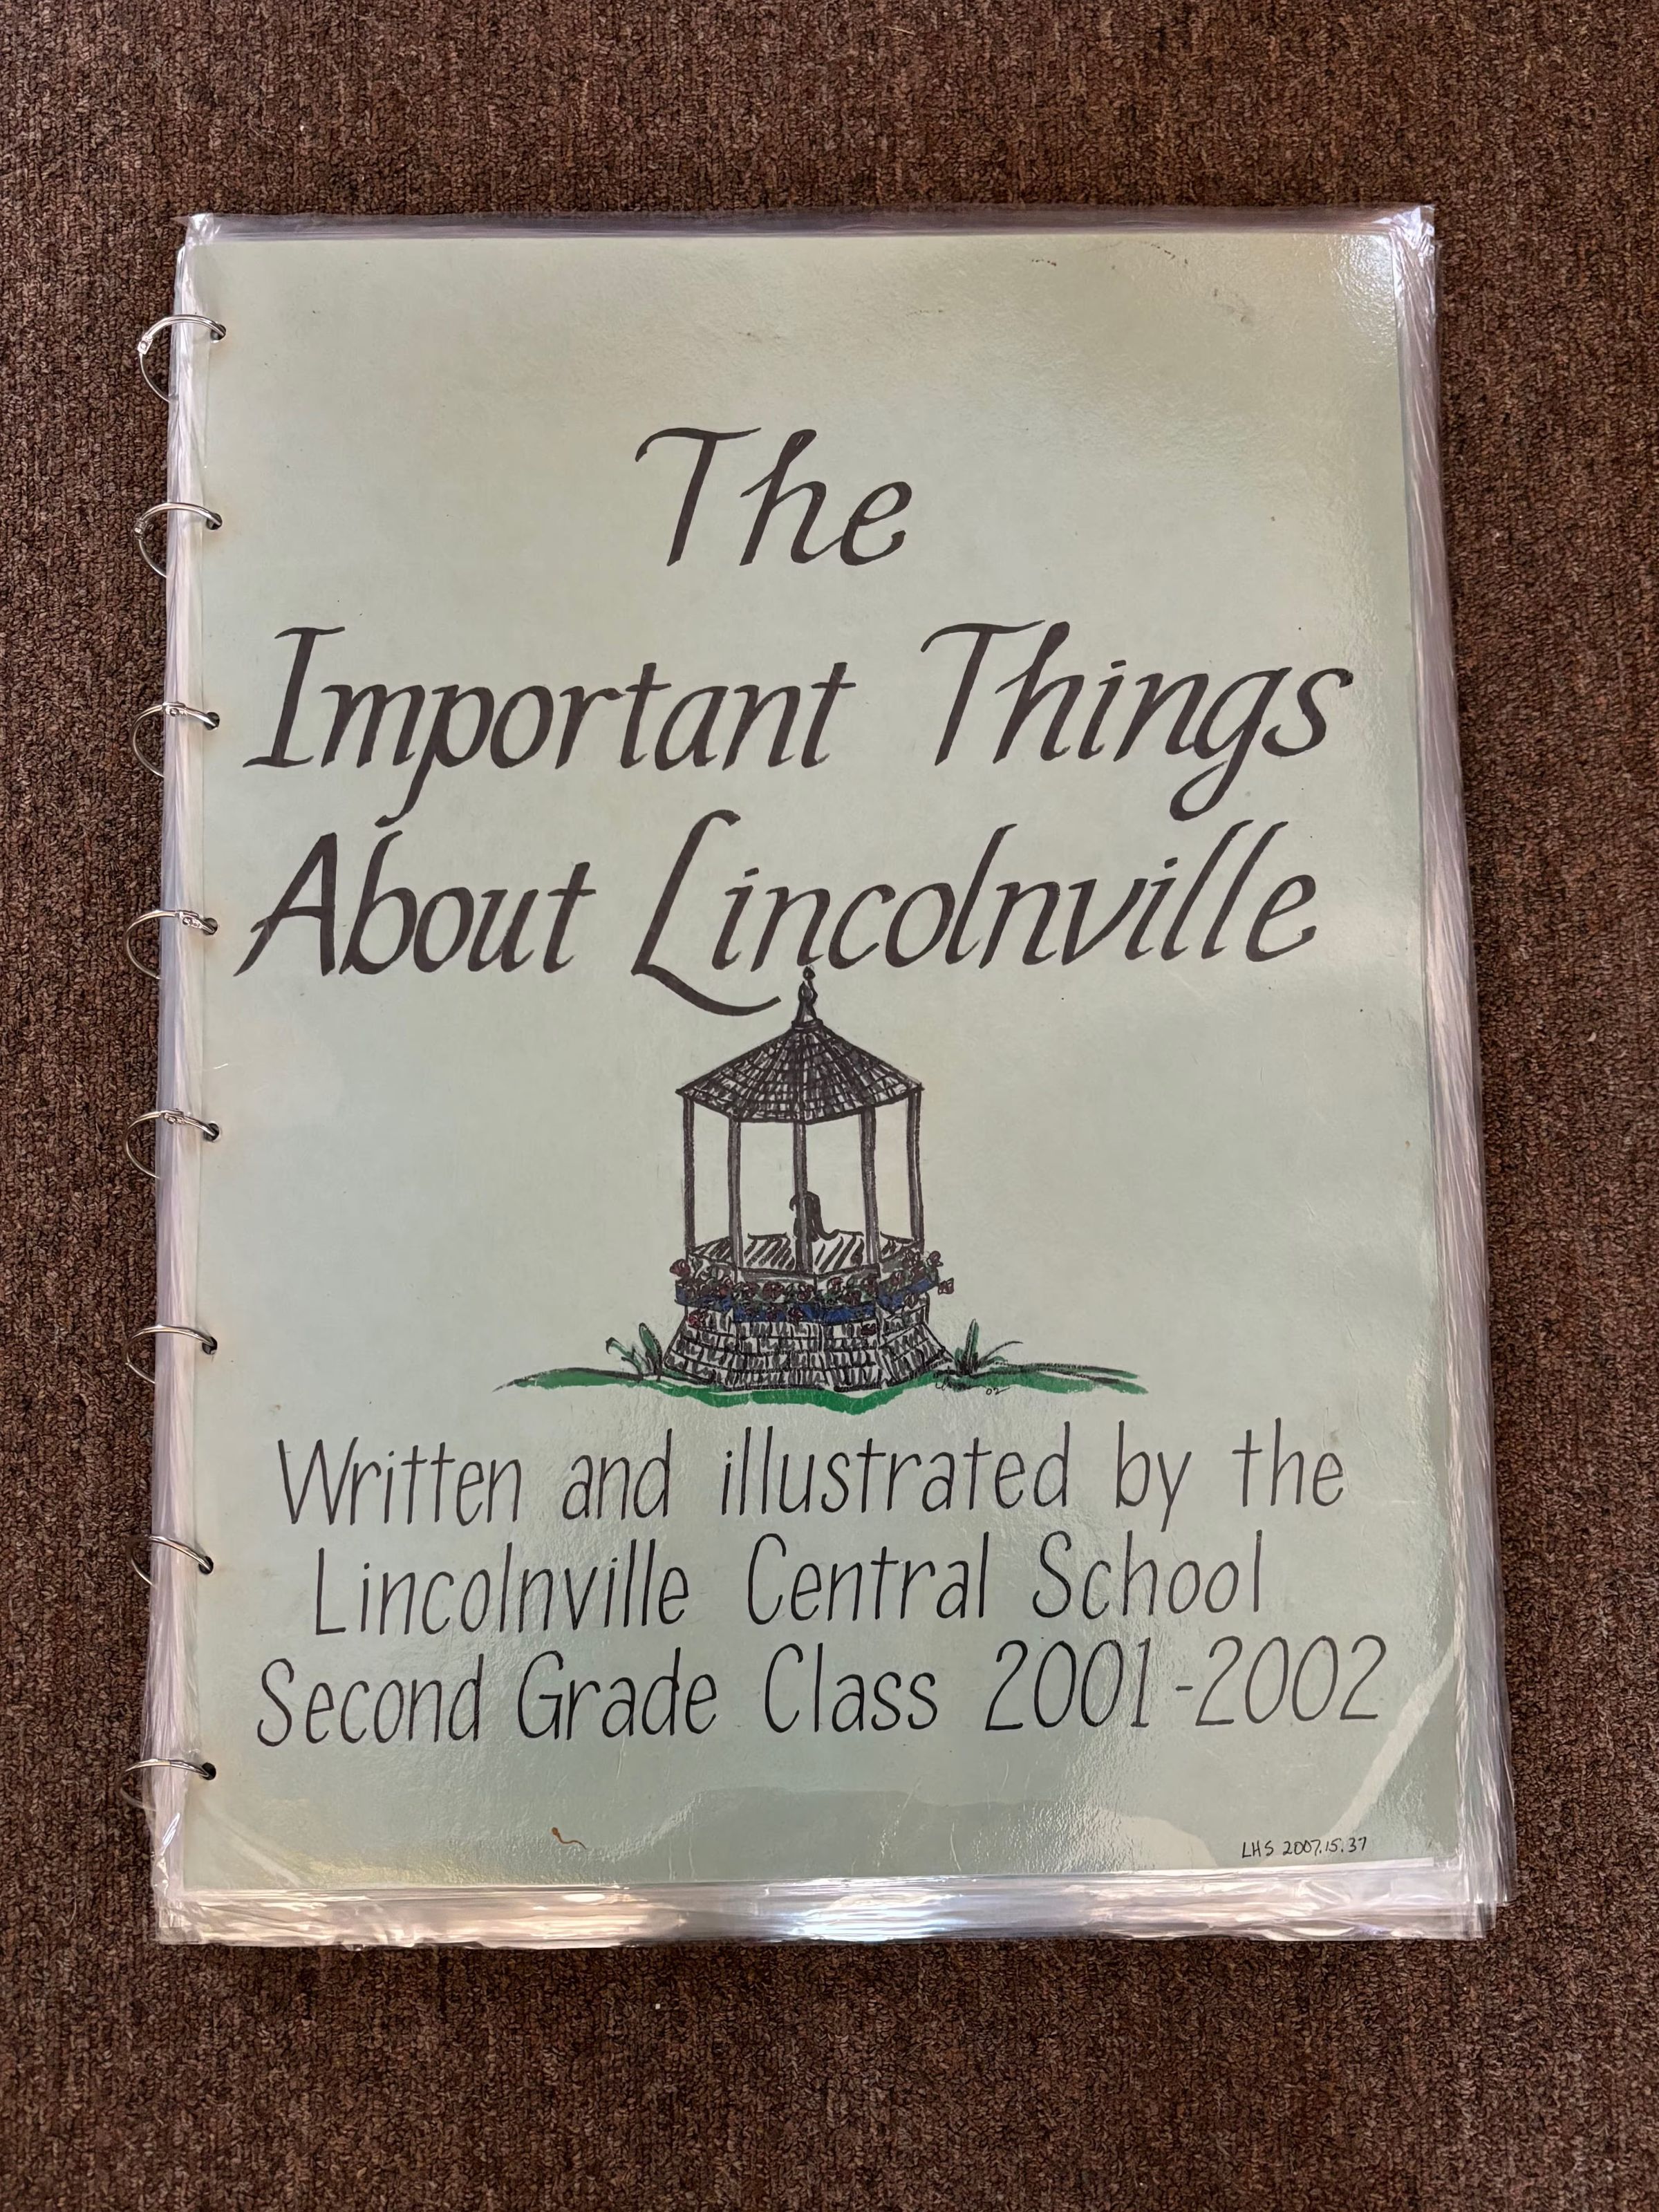 The
Important Things
About Lincolnville
02
Written and illustrated by the
Lincolnville Central School
Second Grade Class 2001-2002
LHS 2007.15.37